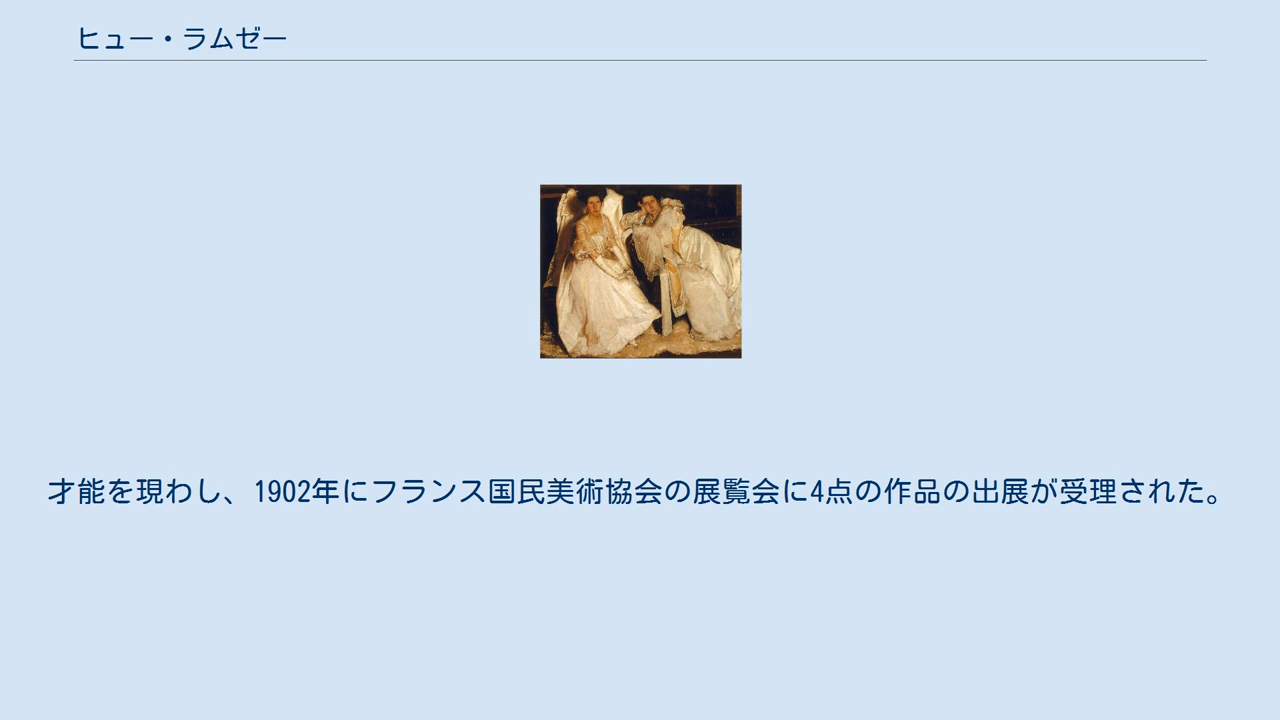 ヒュー・ラムゼー
才能を現わし、1902年にフランス国民美術協会の展覧会に4点の作品の出展が受理された。